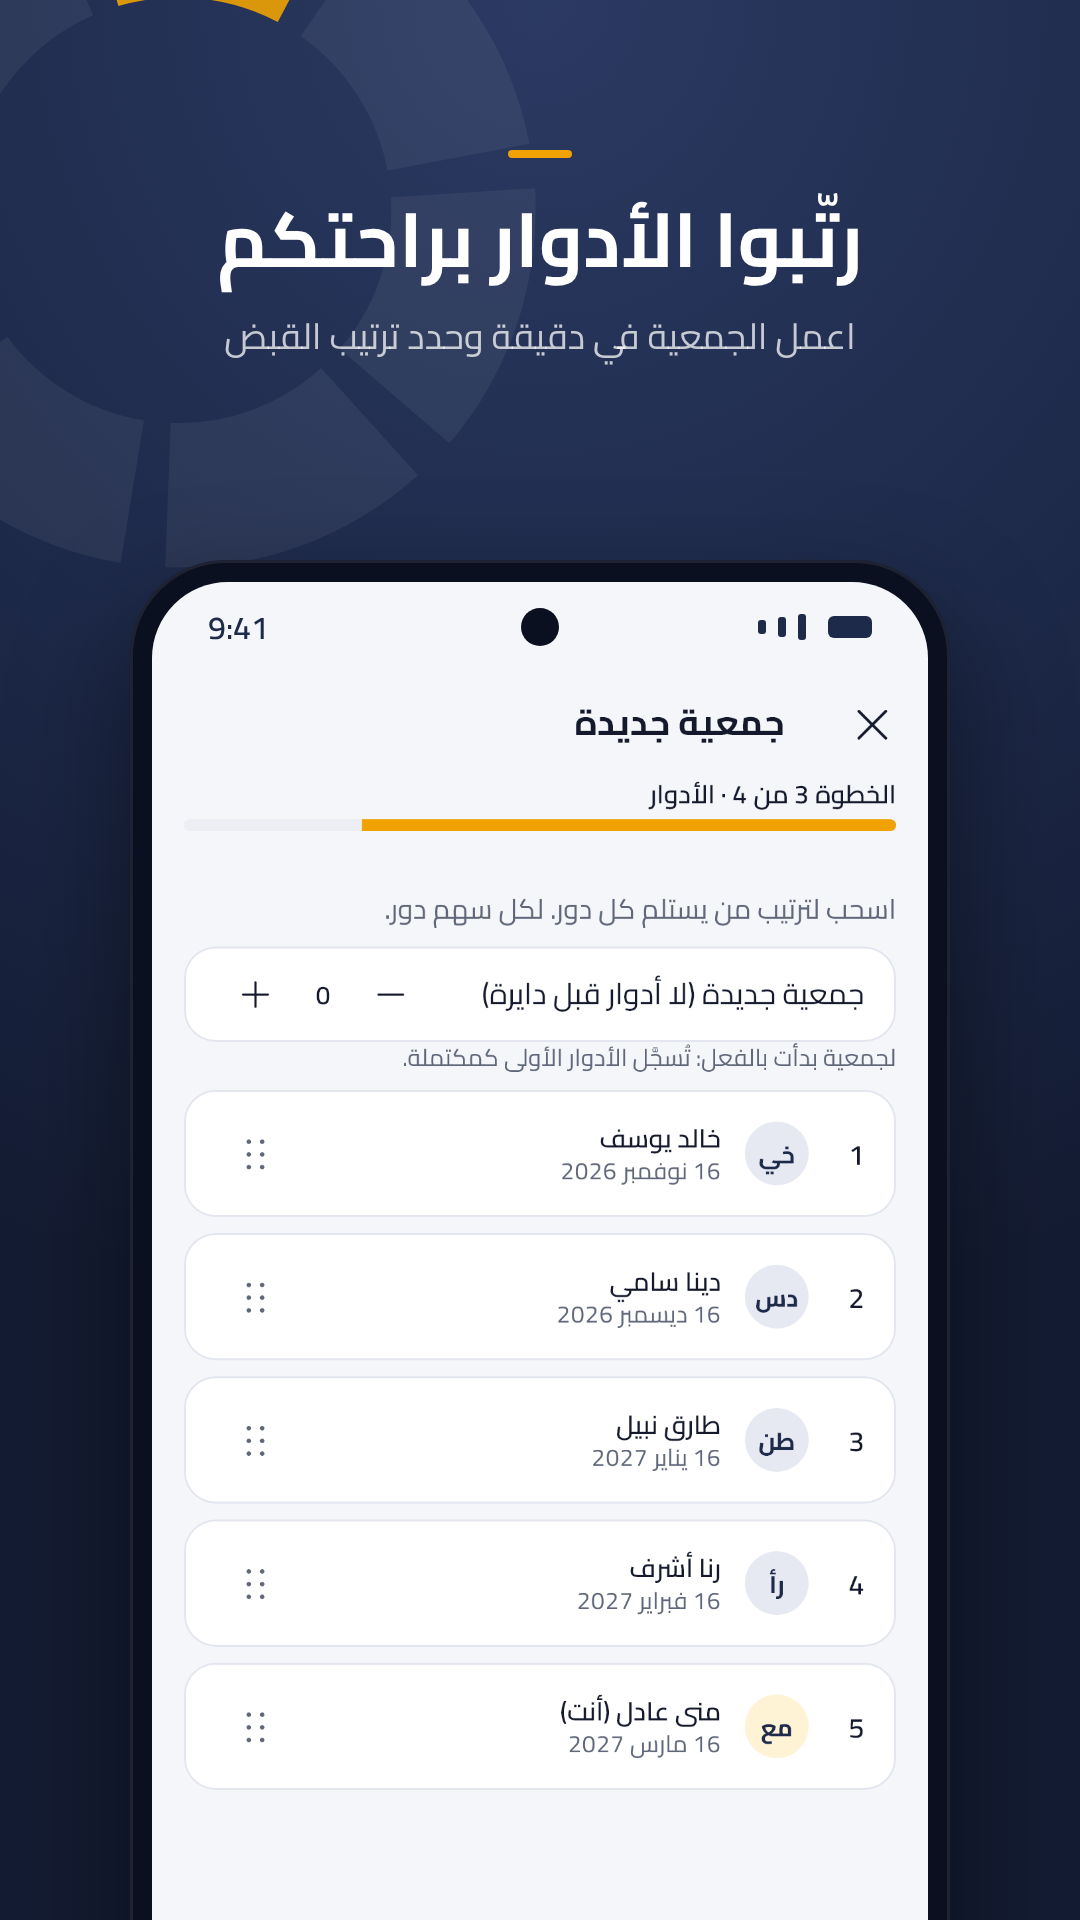 رتّبوا الأدوار براحتكم
اعمل الجمعية في دقيقة وحدد ترتيب القبض
9:41
جمعية جديدة
الخطوة 3 من 4 · الأدوار
اسحب لترتيب من يستلم كل دور. لكل سهم دور.
جمعية جديدة (لا أدوار قبل دايرة) 0
لجمعية بدأت بالفعل: تُسجَّل الأدوار الأولى كمكتملة.
1 خي خالد يوسف
16 نوفمبر 2026
2 دس دينا سامي
16 ديسمبر 2026
3 طن طارق نبيل
16 يناير 2027
4 رأ رنا أشرف
16 فبراير 2027
5 مع منى عادل (أنت)
16 مارس 2027